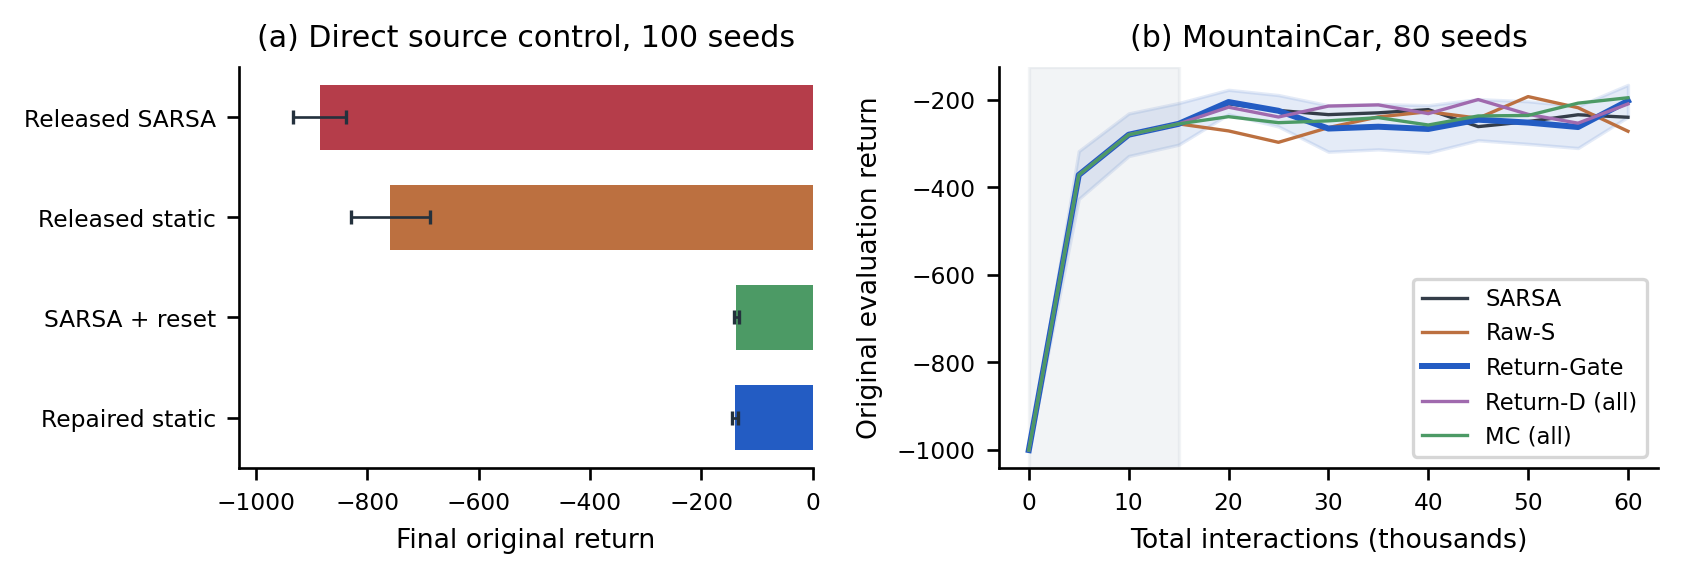 (a) Direct source control, 100 seeds
Released SARSA
Released static
SARSA + reset
Repaired static
−1000 −800 −600 −400 −200 0
Final original return
(b) MountainCar, 80 seeds
Original evaluation return
−200
−400
−600
−800
−1000
SARSA
Raw-S
Return-Gate
Return-D (all)
MC (all)
0 10 20 30 40 50 60
Total interactions (thousands)